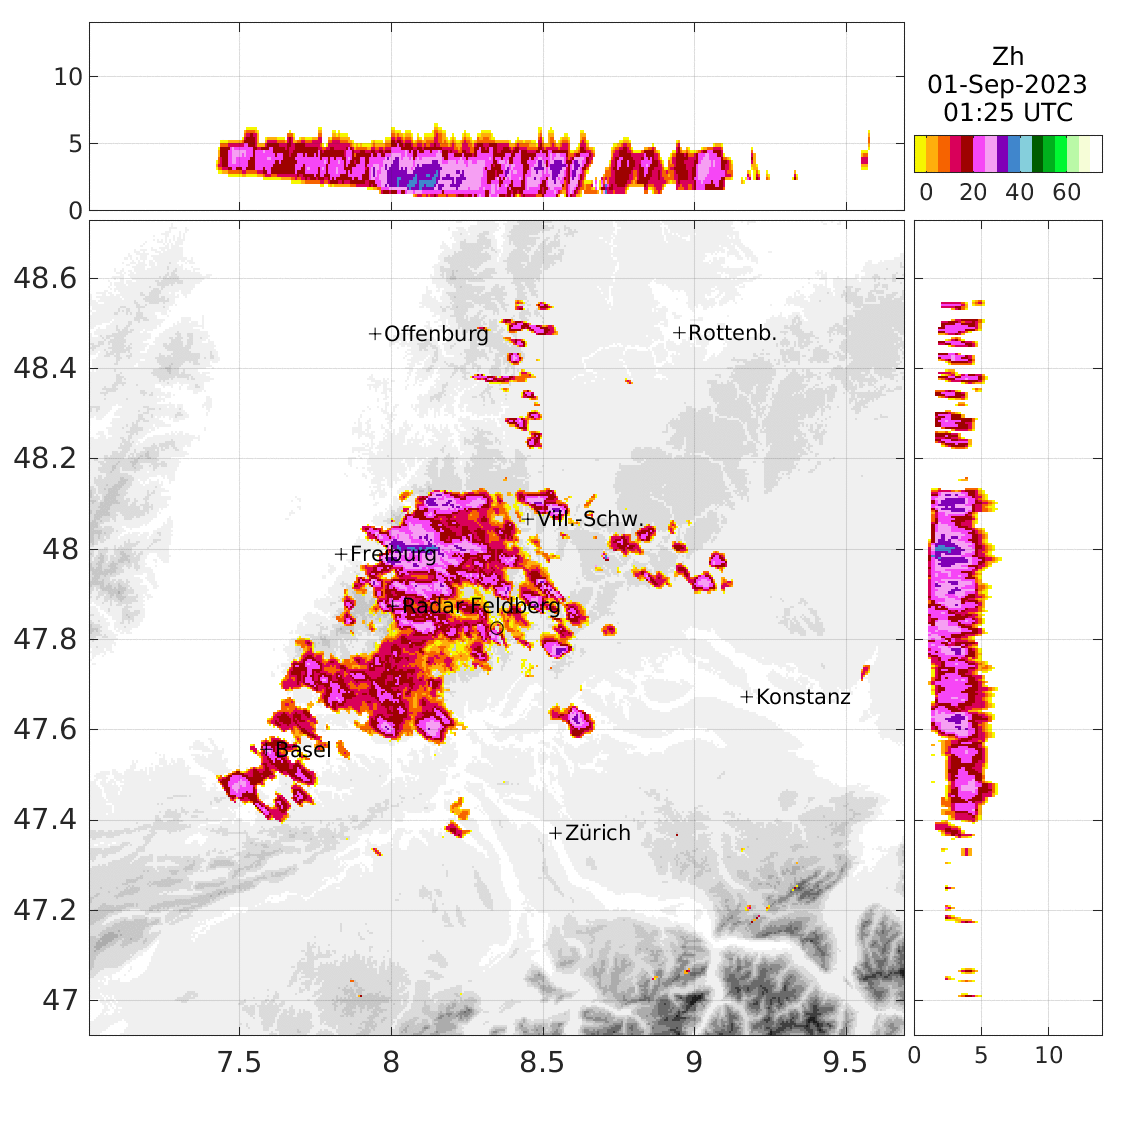 10
5
0
Zh
01-Sep-2023
01:25 UTC
0 20 40 60
48.6
48.4
48.2
48
47.8
47.6
47.4
47.2
47
+Offenburg
+Rottenb.
+Vill.-Schw.
+Freiburg
+Radar Feldberg
+Konstanz
+Basel
+Zürich
7.5 8 8.5 9 9.5
0 5 10